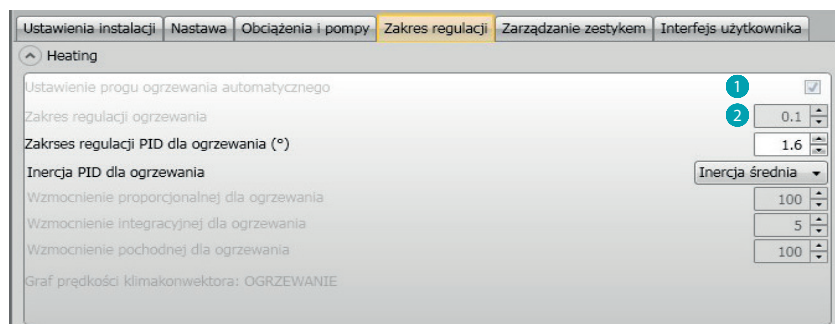 Ustawienia instalacji Nastawa Obciążenia i pompy Zakres regulacji Zarządzanie zestykem Interfejs użytkownika
Heating
Ustawienie progu ogrzewania automatycznego 1
Zakres regulacji ogrzewania 2 0.1
Zakrses regulacji PID dla ogrzewania (°) 1.6
Inercja PID dla ogrzewania Inercja średnia
Wzmocnienie proporcjonalnej dla ogrzewania 100
Wzmocnienie integracyjnej dla ogrzewania 5
Wzmocnienie pochodnej dla ogrzewania 100
Graf prędkości klimakonwektora: OGRZEWANIE